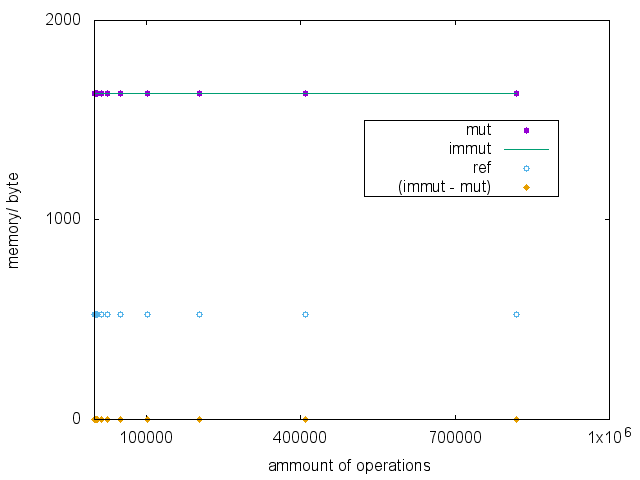 2000
1000
0
memory/ byte
mut
immut
ref
(immut - mut)
100000
400000
700000
1x10^6
ammount of operations